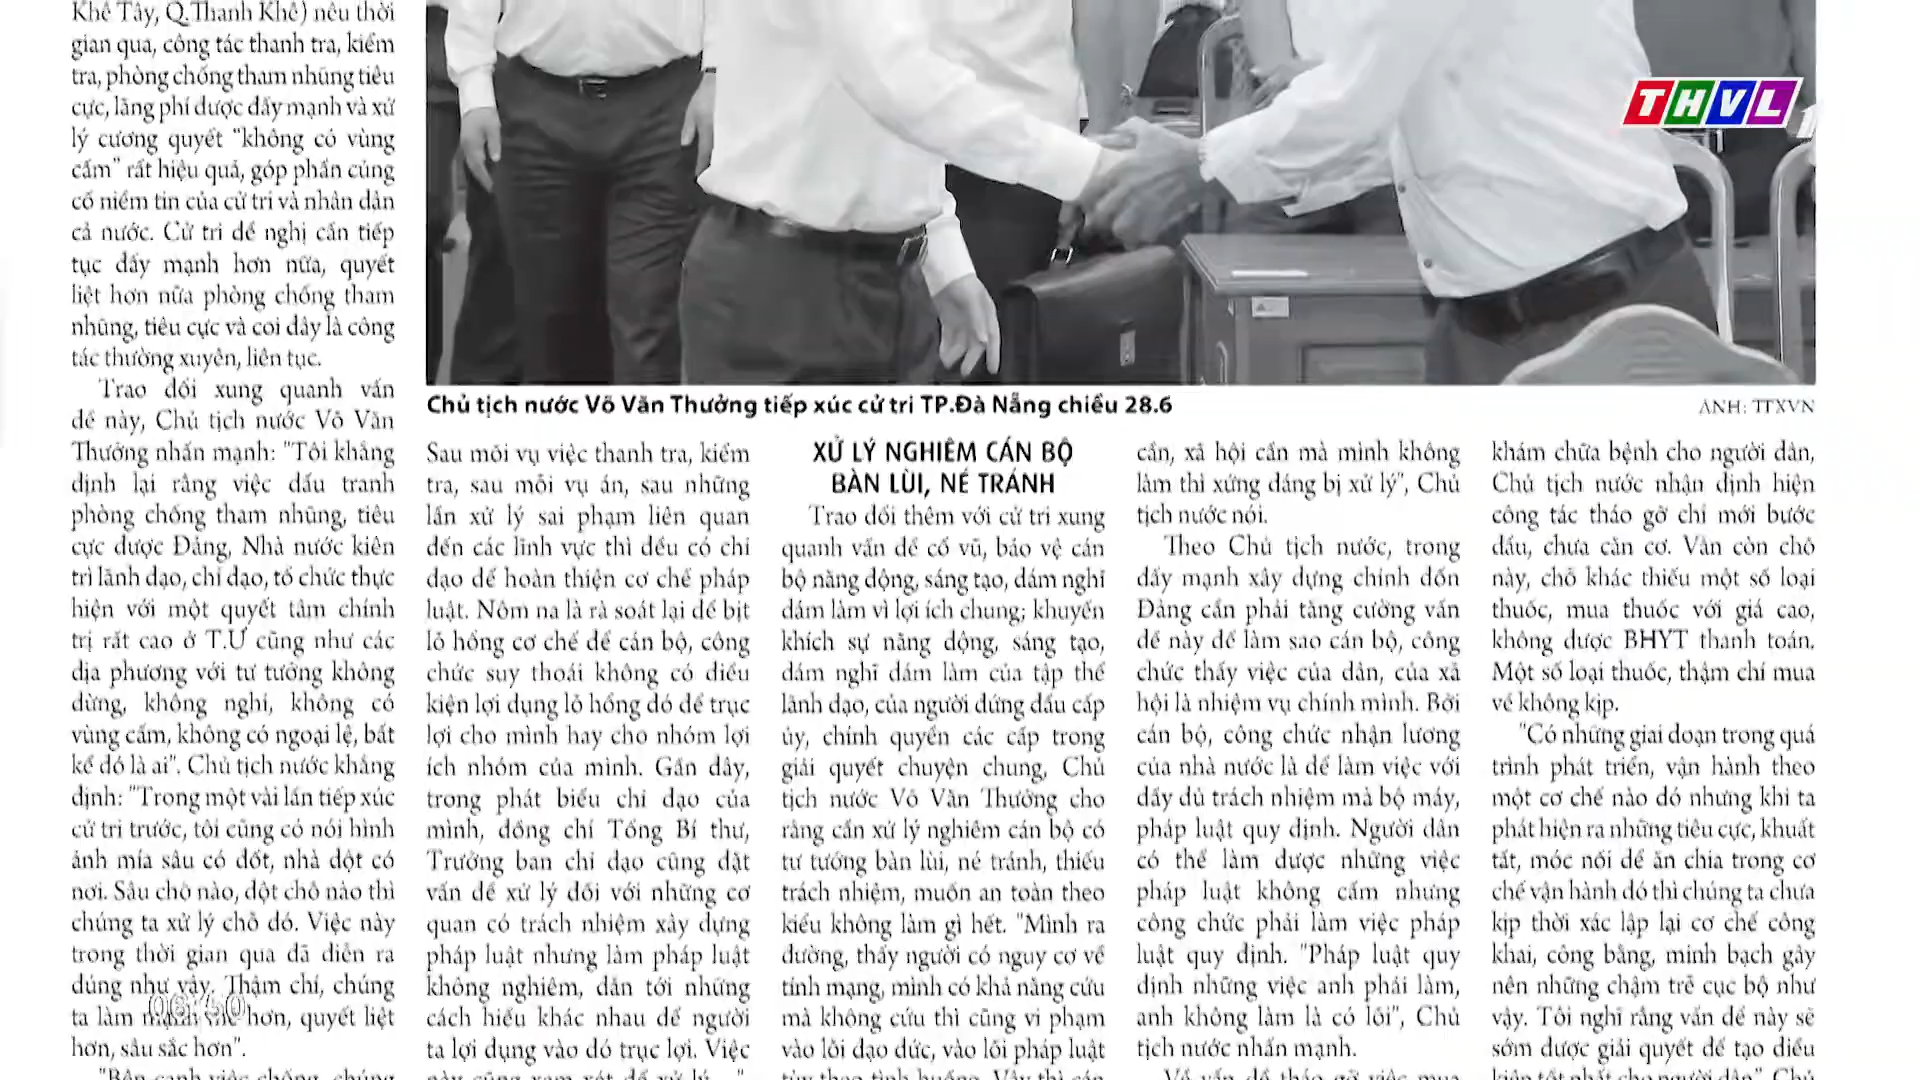 Khê Tây, Q.Thanh Khê) nêu thời
gian qua, công tác thanh tra, kiểm
tra, phòng chống tham nhũng tiêu
cực, lãng phí được đẩy mạnh và xử
lý cương quyết "không có vùng
cấm" rất hiệu quả, góp phần củng
cố niềm tin của cử tri và nhân dân
cả nước. Cử tri đề nghị cần tiếp
tục đẩy mạnh hơn nữa, quyết
liệt hơn nữa phòng chống tham
nhũng, tiêu cực và coi đây là công
tác thường xuyên, liên tục.
Trao đổi xung quanh vấn
đề này, Chủ tịch nước Võ Văn
Thưởng nhấn mạnh: "Tôi khẳng
định lại rằng việc đấu tranh
phòng chống tham nhũng, tiêu
cực được Đảng, Nhà nước kiên
trì lãnh đạo, chỉ đạo, tổ chức thực
hiện với một quyết tâm chính
trị rất cao ở T.Ư cũng như các
địa phương với tư tưởng không
dừng, không nghỉ, không có
vùng cấm, không có ngoại lệ, bất
kể đó là ai". Chủ tịch nước khẳng
định: "Trong một vài lần tiếp xúc
cử tri trước, tôi cũng có nói hình
ảnh mía sâu có đốt, nhà dột có
nơi. Sâu chỗ nào, dột chỗ nào thì
chúng ta xử lý chỗ đó. Việc này
trong thời gian qua đã diễn ra
đúng như vậy. Thậm chí, chúng
ta làm mạnh mẽ hơn, quyết liệt
hơn, sâu sắc hơn".
"Bên cạnh việc chống, chúng
06:40
THVL1
Chủ tịch nước Võ Văn Thưởng tiếp xúc cử tri TP.Đà Nẵng chiều 28.6
ẢNH: TTXVN
Sau mỗi vụ việc thanh tra, kiểm
tra, sau mỗi vụ án, sau những
lần xử lý sai phạm liên quan
đến các lĩnh vực thì đều có chỉ
đạo để hoàn thiện cơ chế pháp
luật. Nôm na là rà soát lại để bịt
lỗ hổng cơ chế để cán bộ, công
chức suy thoái không có điều
kiện lợi dụng lỗ hổng đó để trục
lợi cho mình hay cho nhóm lợi
ích nhóm của mình. Gần đây,
trong phát biểu chỉ đạo của
mình, đồng chí Tổng Bí thư,
Trưởng ban chỉ đạo cũng đặt
vấn đề xử lý đối với những cơ
quan có trách nhiệm xây dựng
pháp luật nhưng làm pháp luật
không nghiêm, dẫn tới những
cách hiểu khác nhau để người
ta lợi dụng vào đó trục lợi. Việc
này cũng xem xét để xử lý..."
XỬ LÝ NGHIÊM CÁN BỘ
BÀN LÙI, NÉ TRÁNH
Trao đổi thêm với cử tri xung
quanh vấn đề cổ vũ, bảo vệ cán
bộ năng động, sáng tạo, dám nghĩ
dám làm vì lợi ích chung; khuyến
khích sự năng động, sáng tạo,
dám nghĩ dám làm của tập thể
lãnh đạo, của người đứng đầu cấp
ủy, chính quyền các cấp trong
giải quyết chuyện chung, Chủ
tịch nước Võ Văn Thưởng cho
rằng cần xử lý nghiêm cán bộ có
tư tưởng bàn lùi, né tránh, thiếu
trách nhiệm, muốn an toàn theo
kiểu không làm gì hết. "Mình ra
đường, thấy người có nguy cơ về
tính mạng, mình có khả năng cứu
mà không cứu thì cũng vi phạm
vào lỗi đạo đức, vào lỗi pháp luật
tùy theo tình huống. Vậy thì cán
cần, xã hội cần mà mình không
làm thì xứng đáng bị xử lý", Chủ
tịch nước nói.
Theo Chủ tịch nước, trong
đẩy mạnh xây dựng chỉnh đốn
Đảng cần phải tăng cường vấn
đề này để làm sao cán bộ, công
chức thấy việc của dân, của xã
hội là nhiệm vụ chính mình. Bởi
cán bộ, công chức nhận lương
của nhà nước là để làm việc với
đầy đủ trách nhiệm mà bộ máy,
pháp luật quy định. Người dân
có thể làm được những việc
pháp luật không cấm nhưng
công chức phải làm việc pháp
luật quy định. "Pháp luật quy
định những việc anh phải làm,
anh không làm là có lỗi", Chủ
tịch nước nhấn mạnh.
Về vấn đề tháo gỡ việc mua
khám chữa bệnh cho người dân,
Chủ tịch nước nhận định hiện
công tác tháo gỡ chỉ mới bước
đầu, chưa căn cơ. Vẫn còn chỗ
này, chỗ khác thiếu một số loại
thuốc, mua thuốc với giá cao,
không được BHYT thanh toán.
Một số loại thuốc, thậm chí mua
về không kịp.
"Có những giai đoạn trong quá
trình phát triển, vận hành theo
một cơ chế nào đó nhưng khi ta
phát hiện ra những tiêu cực, khuất
tất, móc nối để ăn chia trong cơ
chế vận hành đó thì chúng ta chưa
kịp thời xác lập lại cơ chế công
khai, công bằng, minh bạch gây
nên những chậm trễ cục bộ như
vậy. Tôi nghĩ rằng vấn đề này sẽ
sớm được giải quyết để tạo điều
kiện tốt nhất cho người dân", Chủ